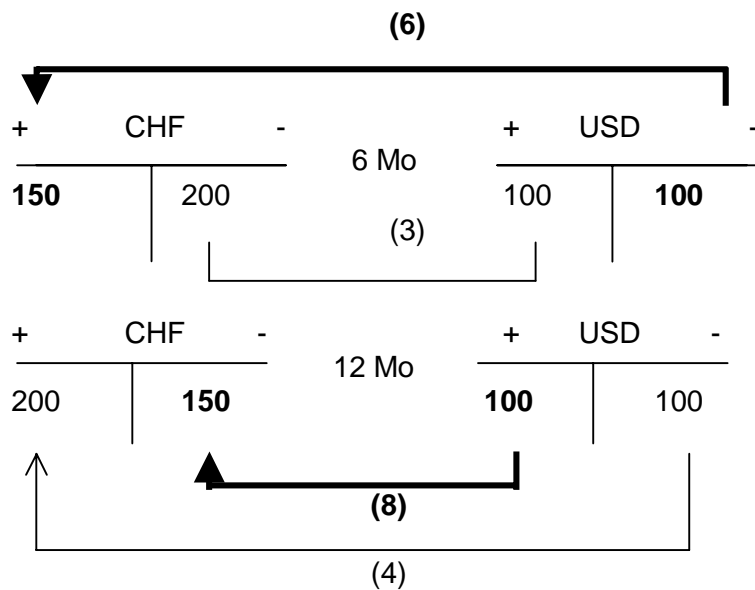 (6)
+ CHF - + USD -
6 Mo
150 200 100 100
(3)
+ CHF - + USD -
12 Mo
200 150 100 100
(8)
(4)